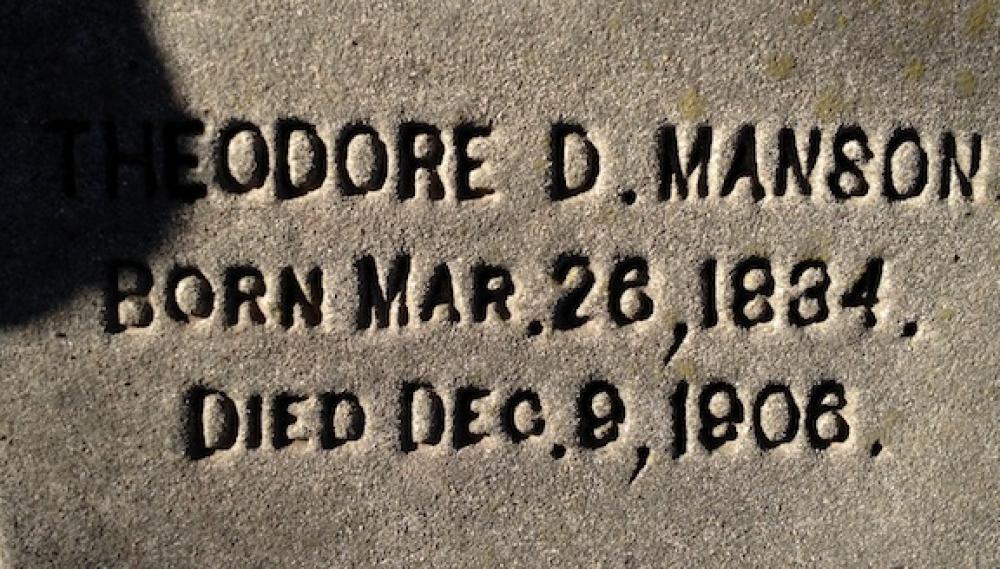 THEODORE D. MANSON
BORN MAR. 26, 1834.
DIED DEC. 9, 1906.